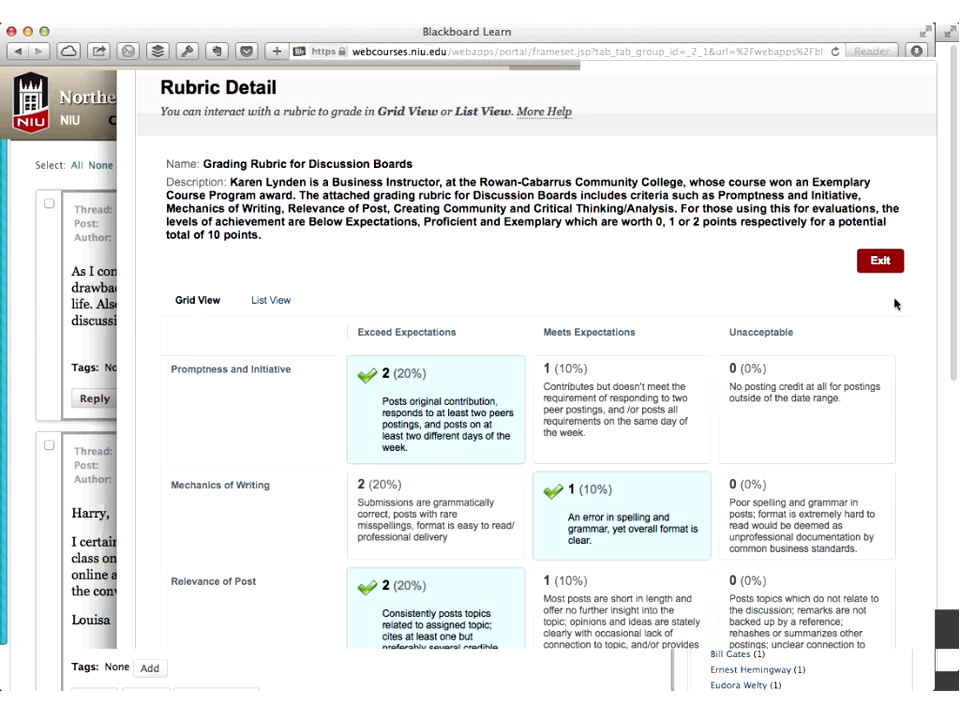 Blackboard Learn
https webcourses.niu.edu/webapps/portal/frameset.jsp?tab_tab_group_id=_2_1&url=%2Fwebapps%2Fbl
Reader
Rubric Detail
You can interact with a rubric to grade in Grid View or List View. More Help
Northe
NIU
NIU
Select: All None
Name: Grading Rubric for Discussion Boards
Description: Karen Lynden is a Business Instructor, at the Rowan-Cabarrus Community College, whose course won an Exemplary
Course Program award. The attached grading rubric for Discussion Boards includes criteria such as Promptness and Initiative,
Mechanics of Writing, Relevance of Post, Creating Community and Critical Thinking/Analysis. For those using this for evaluations, the
levels of achievement are Below Expectations, Proficient and Exemplary which are worth 0, 1 or 2 points respectively for a potential
total of 10 points.
Exit
Thread:
Post:
Author:
As I con
drawba
life. Als
discussi
Tags: No
Reply
Grid View
List View
Exceed Expectations
Meets Expectations
Unacceptable
Promptness and Initiative
2 (20%)
Posts original contribution,
responds to at least two peers
postings, and posts on at
least two different days of the
week.
1 (10%)
Contributes but doesn't meet the
requirement of responding to two
peer postings, and /or posts all
requirements on the same day of
the week.
0 (0%)
No posting credit at all for postings
outside of the date range.
Mechanics of Writing
2 (20%)
Submissions are grammatically
correct, posts with rare
misspellings, format is easy to read/
professional delivery
1 (10%)
An error in spelling and
grammar, yet overall format is
clear.
0 (0%)
Poor spelling and grammar in
posts; format is extremely hard to
read would be deemed as
unprofessional documentation by
common business standards.
Relevance of Post
2 (20%)
Consistently posts topics
related to assigned topic;
cites at least one but
preferably several credible
1 (10%)
Most posts are short in length and
offer no further insight into the
topic; opinions and ideas are stately
clearly with occasional lack of
connection to topic, and/or provides
0 (0%)
Posts topics which do not relate to
the discussion; remarks are not
backed up by a reference;
rehashes or summarizes other
postings; unclear connection to
Thread:
Post:
Author:
Harry,
I certain
class on
online a
the conv
Louisa
Tags: None
Add
Bill Gates (1)
Ernest Hemingway (1)
Eudora Welty (1)